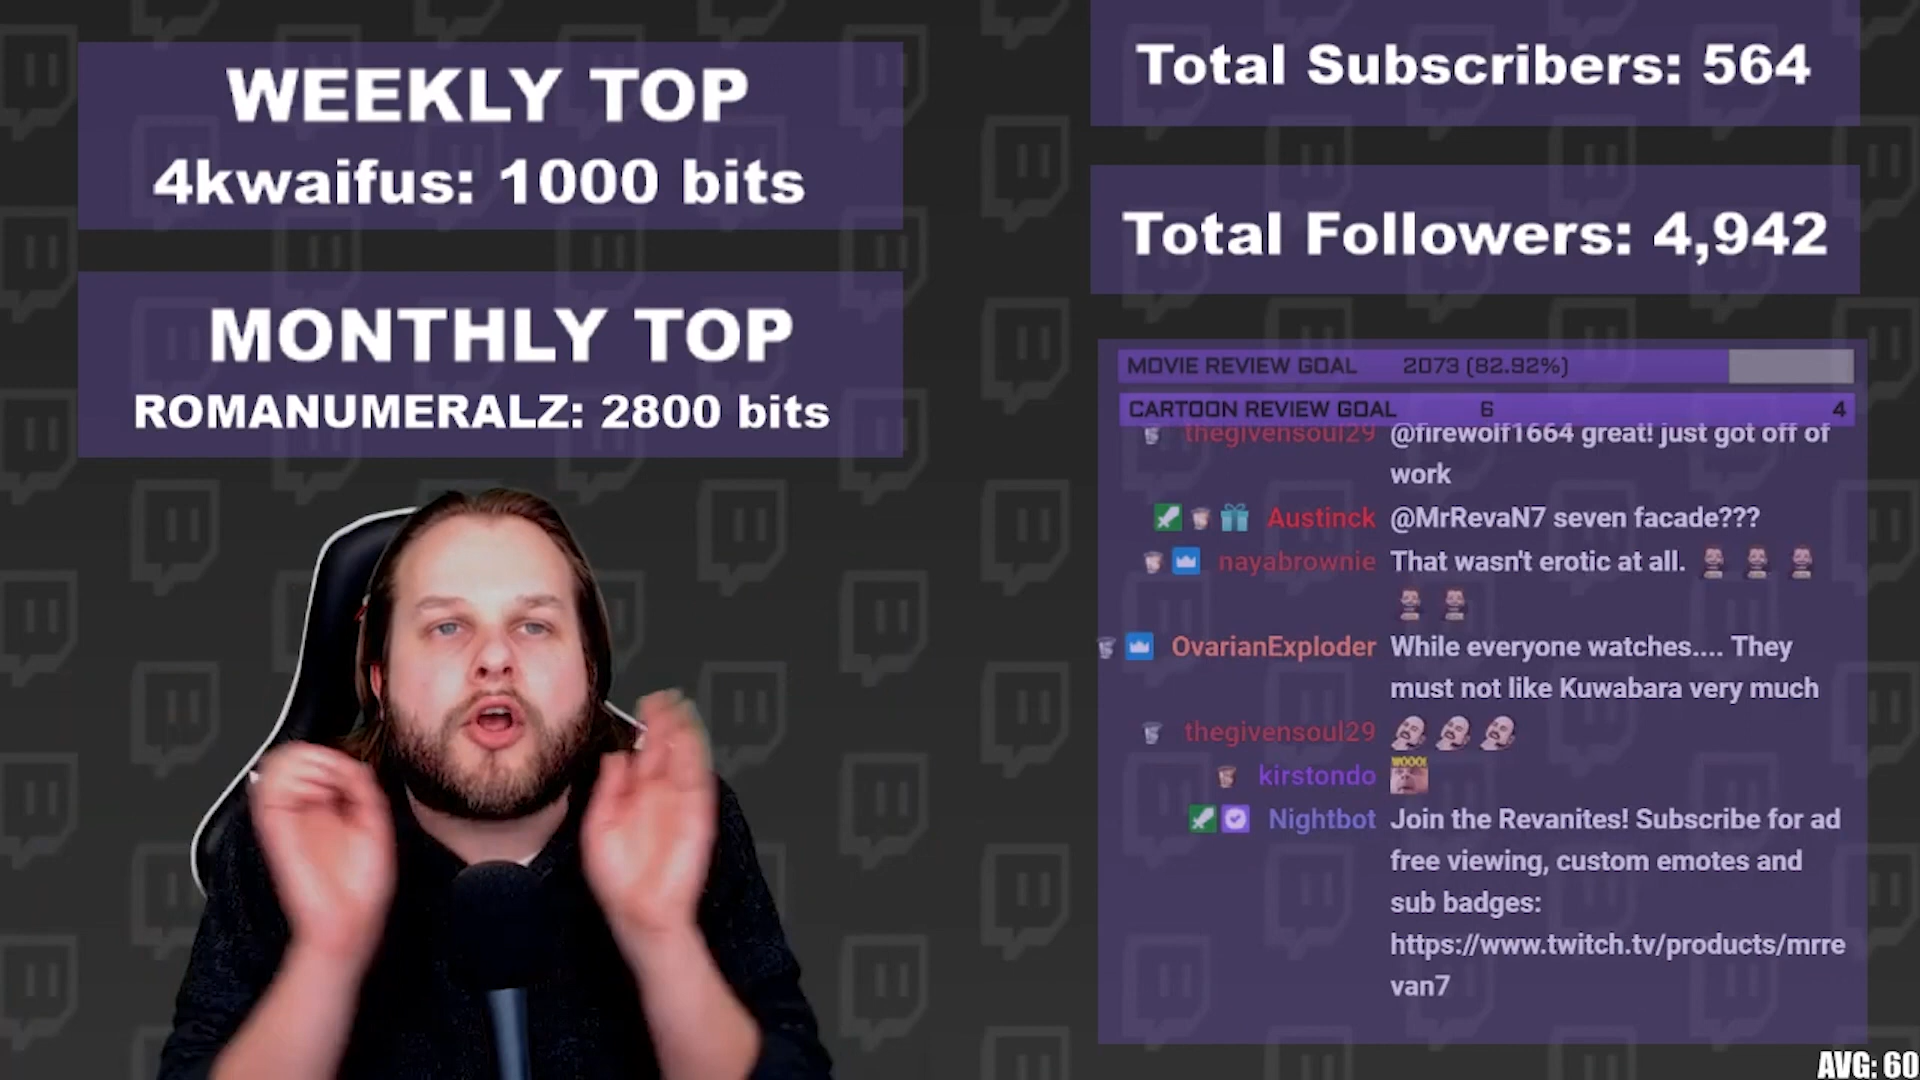 WEEKLY TOP
4kwaifus: 1000 bits
MONTHLY TOP
ROMANUMERALZ: 2800 bits
Total Subscribers: 564
Total Followers: 4,942
MOVIE REVIEW GOAL 2073 (82.92%)
CARTOON REVIEW GOAL 6 4
thegivensoul29 @firewolf1664 great! just got off of
work
Austinck @MrRevaN7 seven facade???
nayabrownie That wasn't erotic at all.
OvarianExploder While everyone watches.... They
must not like Kuwabara very much
thegivensoul29
kirstondo WOOO!
Nightbot Join the Revanites! Subscribe for ad
free viewing, custom emotes and
sub badges:
https://www.twitch.tv/products/mrre
van7
AVG: 60